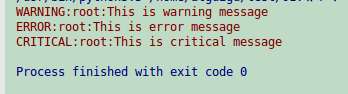 WARNING:root:This is warning message
ERROR:root:This is error message
CRITICAL:root:This is critical message
Process finished with exit code 0